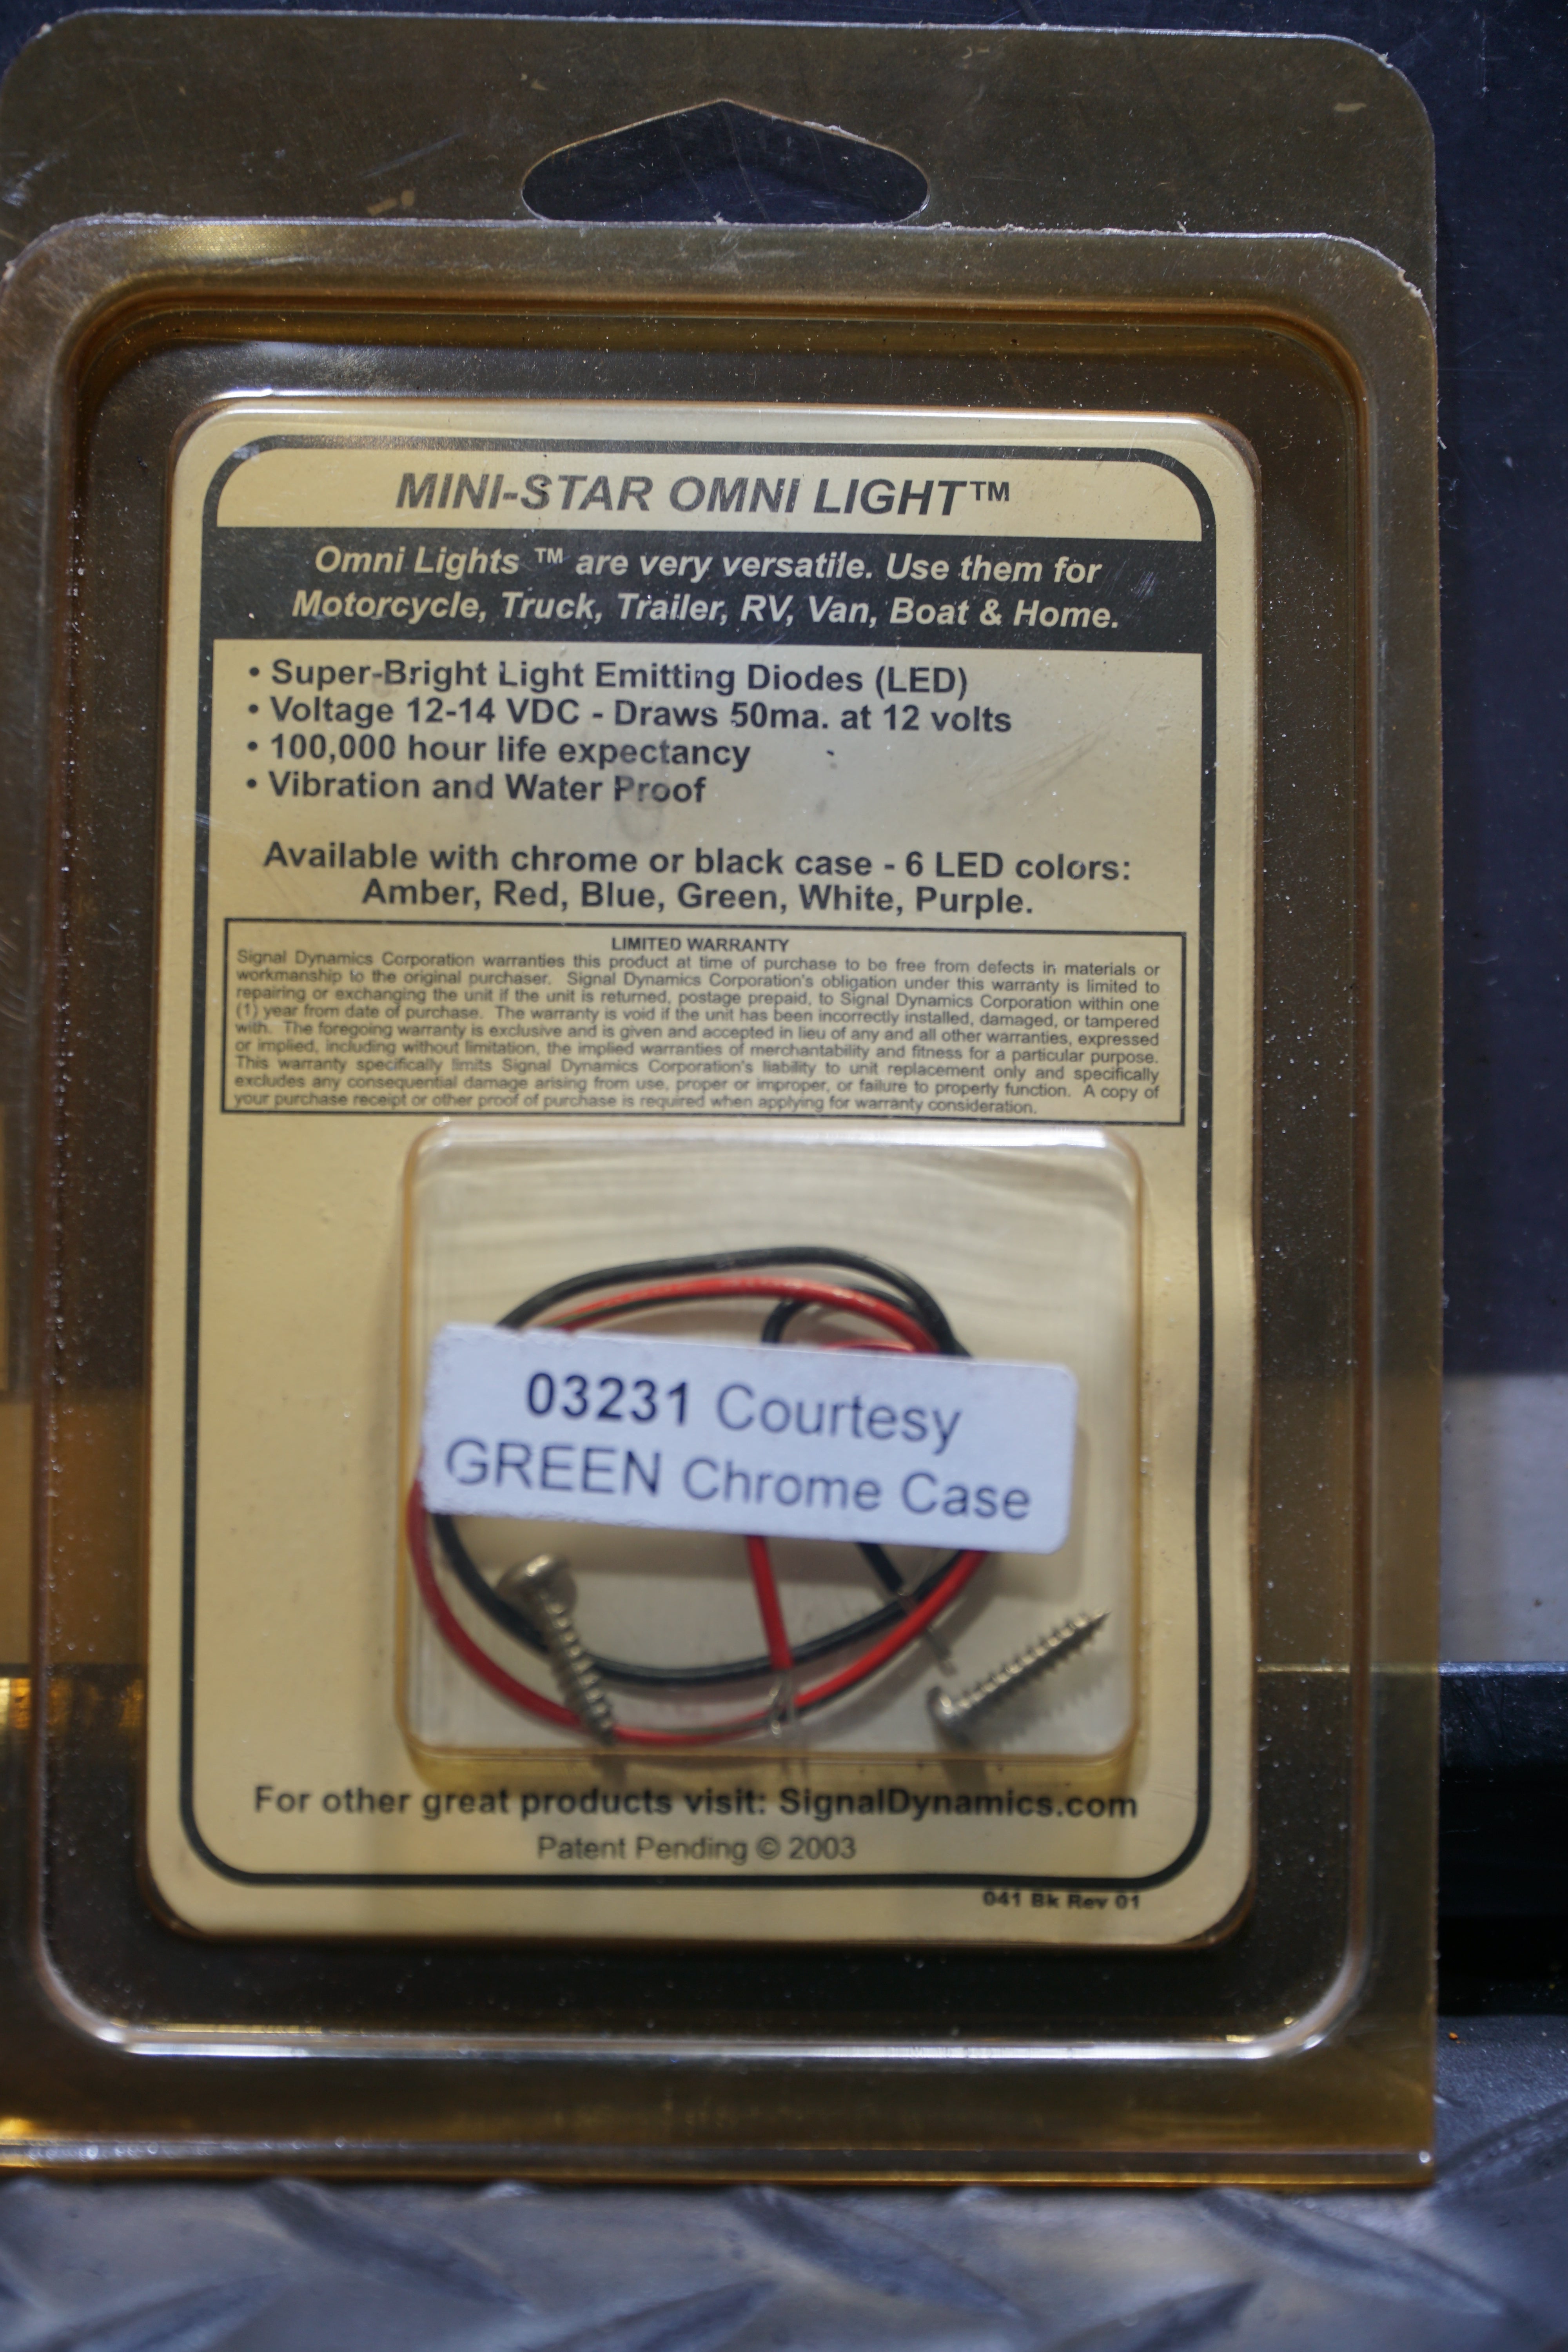 MINI-STAR OMNI LIGHT™
Omni Lights ™ are very versatile. Use them for
Motorcycle, Truck, Trailer, RV, Van, Boat & Home.
• Super-Bright Light Emitting Diodes (LED)
• Voltage 12-14 VDC - Draws 50ma. at 12 volts
• 100,000 hour life expectancy
• Vibration and Water Proof
Available with chrome or black case - 6 LED colors:
Amber, Red, Blue, Green, White, Purple.
LIMITED WARRANTY
Signal Dynamics Corporation warranties this product at time of purchase to be free from defects in materials or
workmanship to the original purchaser. Signal Dynamics Corporation's obligation under this warranty is limited to
repairing or exchanging the unit if the unit is returned, postage prepaid, to Signal Dynamics Corporation within one
(1) year from date of purchase. The warranty is void if the unit has been incorrectly installed, damaged, or tampered
with. The foregoing warranty is exclusive and is given and accepted in lieu of any and all other warranties, expressed
or implied, including without limitation, the implied warranties of merchantability and fitness for a particular purpose.
This warranty specifically limits Signal Dynamics Corporation's liability to unit replacement only and specifically
excludes any consequential damage arising from use, proper or improper, or failure to properly function. A copy of
your purchase receipt or other proof of purchase is required when applying for warranty consideration.
03231 Courtesy
GREEN Chrome Case
For other great products visit: SignalDynamics.com
Patent Pending © 2003
041 Bk Rev 01